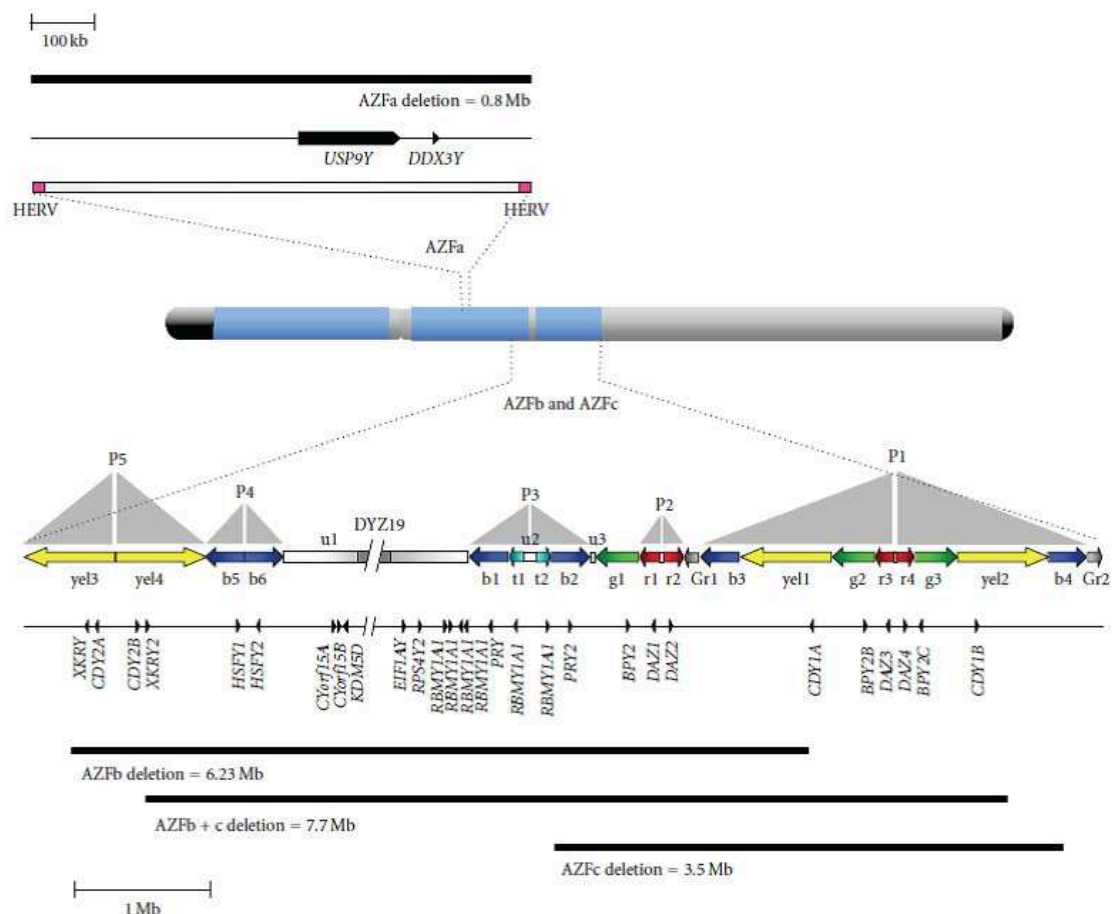 100 kb
AZFa deletion = 0.8 Mb
USP9Y DDX3Y
HERV HERV
AZFa
AZFb and AZFc
P5 P4 P3 P2 P1
DYZ19
u1 u2 u3
yel3 yel4 b5 b6 b1 t1 t2 b2 g1 r1 r2 Gr1 b3 yel1 g2 r3 r4 g3 yel2 b4 Gr2
XKRY
CDY2A
CDY2B
XKRY2
HSFY1
HSFY2
CYorf15A
CYorf15B
KDM5D
EIF1AY
RPS4Y2
RBMY1A1
RBMY1A1
RBMY1A1
RBMY1A1
PRY
RBMY1A1
RBMY1A1
PRY2
BPY2
DAZ1
DAZ2
CDY1A
BPY2B
DAZ3
DAZ4
BPY2C
CDY1B
AZFb deletion = 6.23 Mb
AZFb + c deletion = 7.7 Mb
AZFc deletion = 3.5 Mb
1 Mb